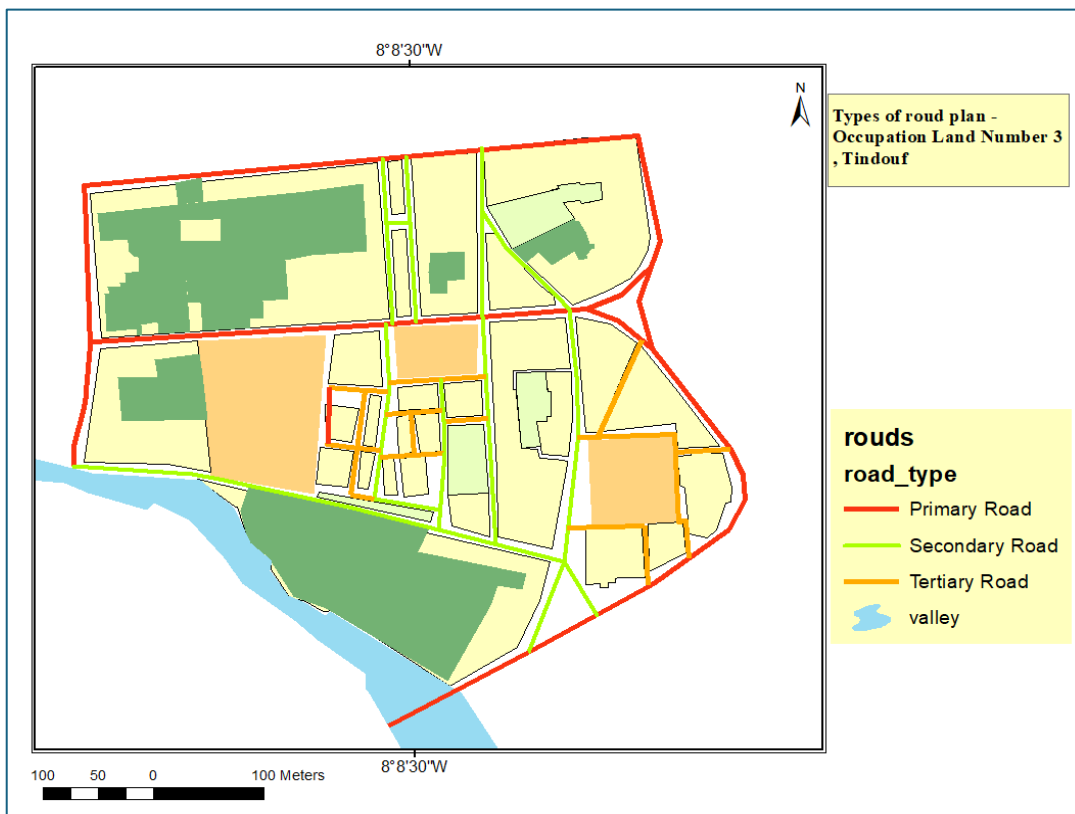 8°8'30"W
N
Types of roud plan -
Occupation Land Number 3
, Tindouf
rouds
road_type
Primary Road
Secondary Road
Tertiary Road
valley
8°8'30"W
100 50 0 100 Meters